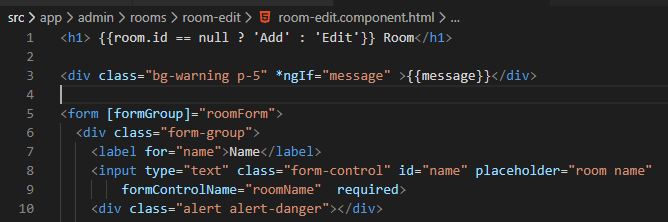 src > app > admin > rooms > room-edit > room-edit.component.html > ...
1 <h1> {{room.id == null ? 'Add' : 'Edit'}} Room</h1>
2
3 <div class="bg-warning p-5" *ngIf="message" >{{message}}</div>
4
5 <form [formGroup]="roomForm">
6 <div class="form-group">
7 <label for="name">Name</label>
8 <input type="text" class="form-control" id="name" placeholder="room name"
9 formControlName="roomName"  required>
10 <div class="alert alert-danger"></div>